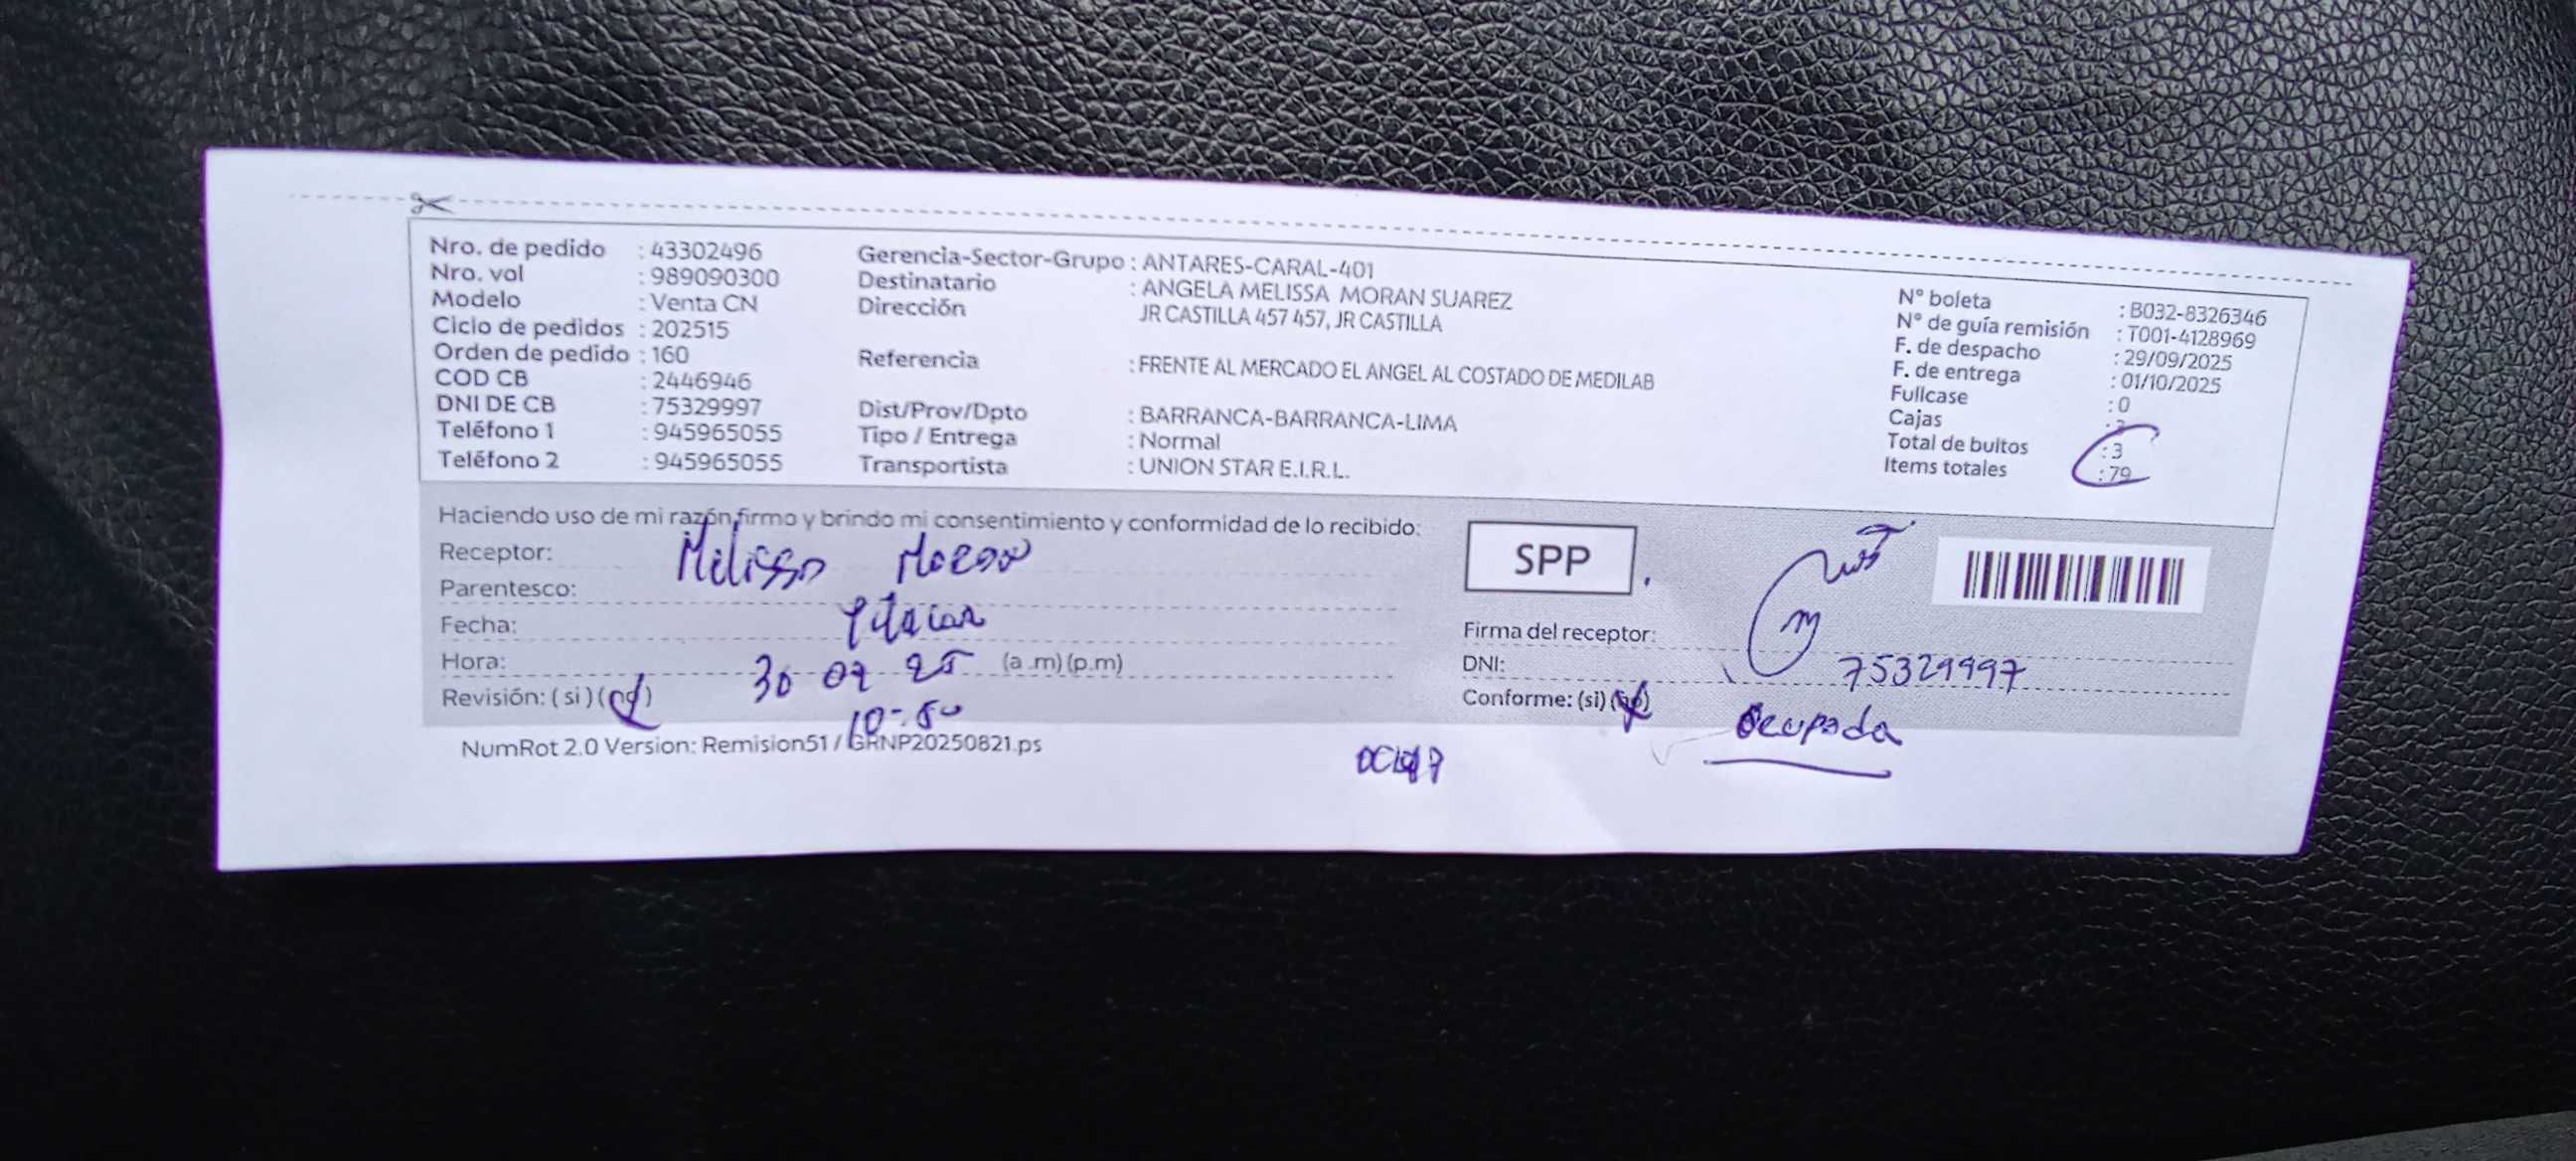 Nro. de pedido : 43302496
Nro. vol : 989090300
Modelo : Venta CN
Ciclo de pedidos : 202515
Orden de pedido : 160
COD CB : 2446946
DNI DE CB : 75329997
Teléfono 1 : 945965055
Teléfono 2 : 945965055
Gerencia-Sector-Grupo : ANTARES-CARAL-401
Destinatario : ANGELA MELISSA MORAN SUAREZ
Dirección JR CASTILLA 457 457, JR CASTILLA
Referencia : FRENTE AL MERCADO EL ANGEL AL COSTADO DE MEDILAB
Dist/Prov/Dpto : BARRANCA-BARRANCA-LIMA
Tipo / Entrega : Normal
Transportista : UNION STAR E.I.R.L.
N° boleta : B032-8326346
N° de guía remisión : T001-4128969
F. de despacho : 29/09/2025
F. de entrega : 01/10/2025
Fullcase : 0
Cajas
Total de bultos : 3
Items totales : 79
Haciendo uso de mi razón,firmo y brindo mi consentimiento y conformidad de lo recibido:
Receptor: Melissa Moran
Parentesco:
Fecha: Titular
Hora: 30 09 25 (a .m) (p.m)
Revisión: ( si ) ( no )
SPP
Firma del receptor:
DNI: 75329997
Conforme: (si) (no)
Ocupada
NumRot 2.0 Version: Remision51 / GRNP20250821.ps